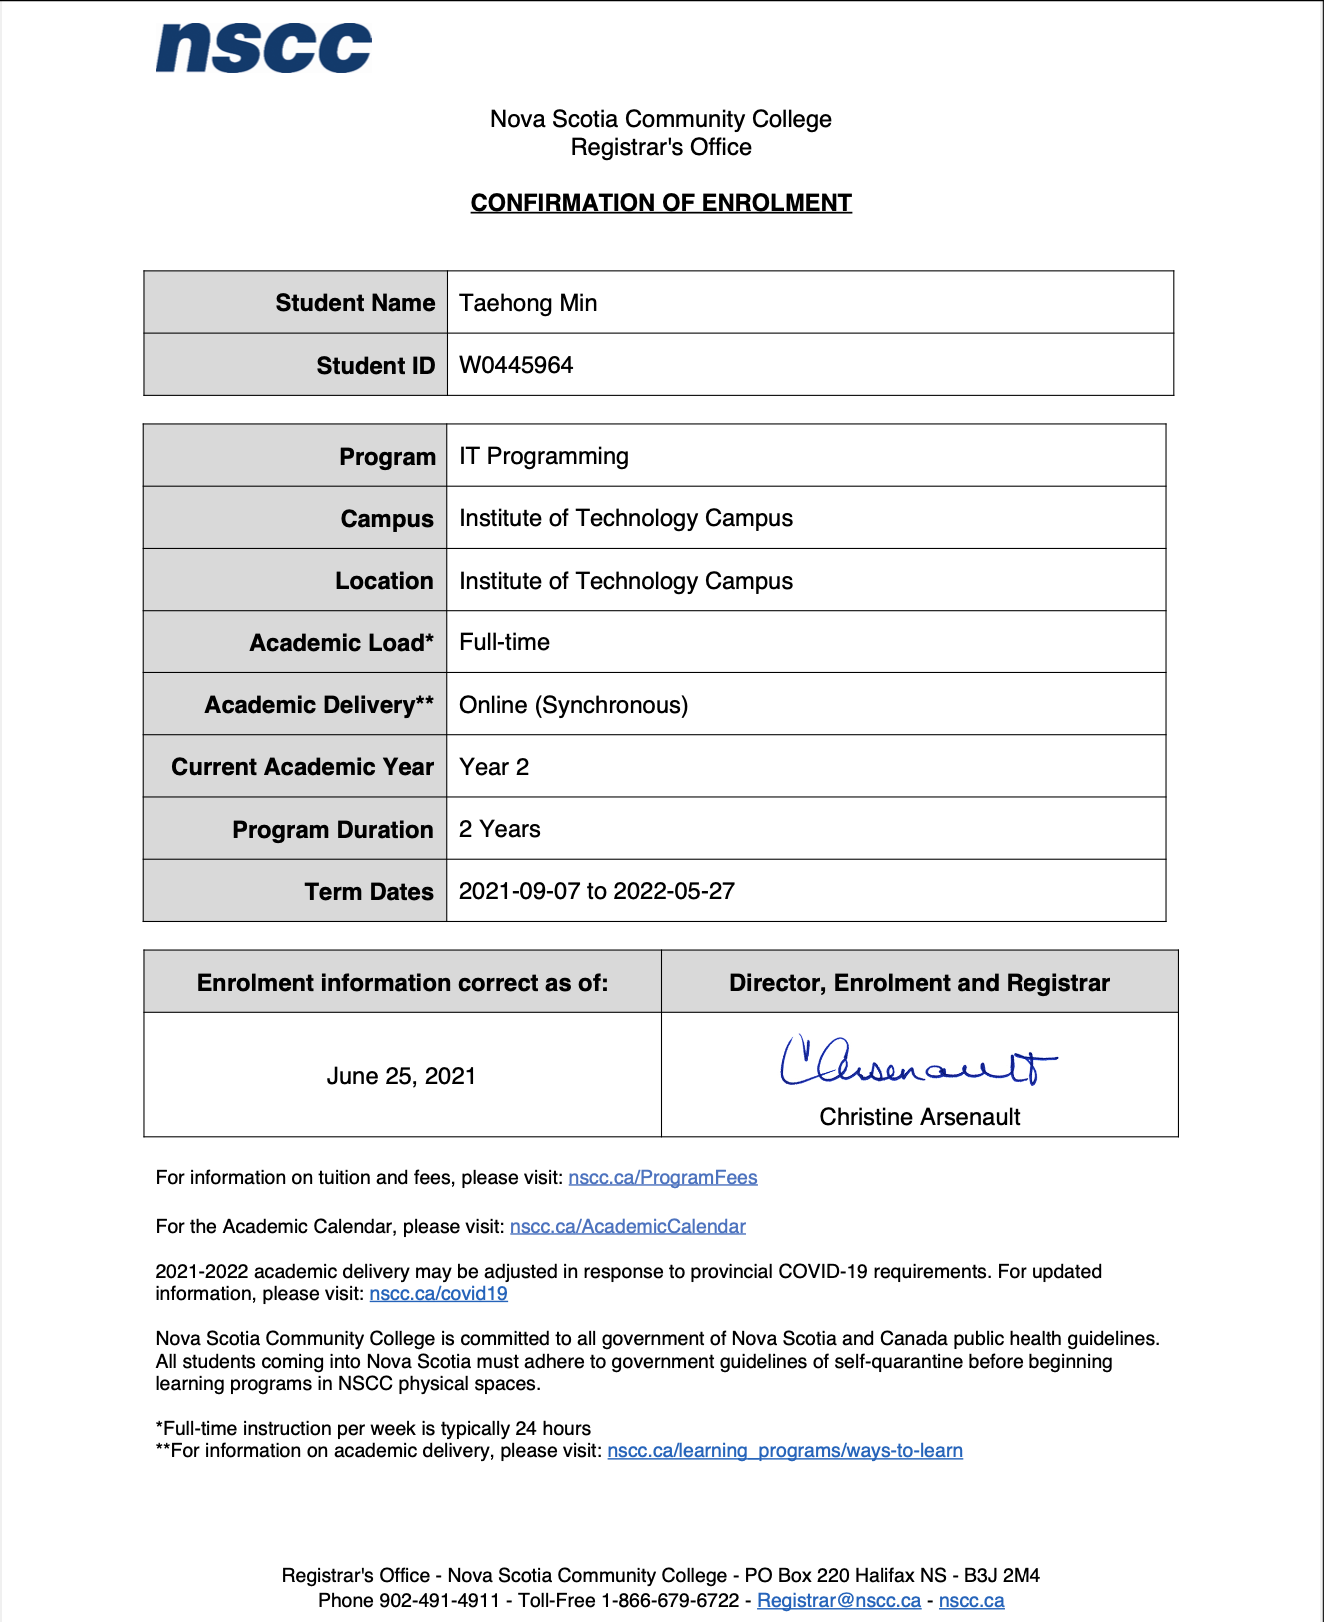 nscc
Nova Scotia Community College
Registrar's Office
CONFIRMATION OF ENROLMENT
Student Name Taehong Min
Student ID W0445964
Program IT Programming
Campus Institute of Technology Campus
Location Institute of Technology Campus
Academic Load* Full-time
Academic Delivery** Online (Synchronous)
Current Academic Year Year 2
Program Duration 2 Years
Term Dates 2021-09-07 to 2022-05-27
Enrolment information correct as of: Director, Enrolment and Registrar
C Arsenault
June 25, 2021
Christine Arsenault
For information on tuition and fees, please visit: nscc.ca/ProgramFees
For the Academic Calendar, please visit: nscc.ca/AcademicCalendar
2021-2022 academic delivery may be adjusted in response to provincial COVID-19 requirements. For updated
information, please visit: nscc.ca/covid19
Nova Scotia Community College is committed to all government of Nova Scotia and Canada public health guidelines.
All students coming into Nova Scotia must adhere to government guidelines of self-quarantine before beginning
learning programs in NSCC physical spaces.
*Full-time instruction per week is typically 24 hours
**For information on academic delivery, please visit: nscc.ca/learning_programs/ways-to-learn
Registrar's Office - Nova Scotia Community College - PO Box 220 Halifax NS - B3J 2M4
Phone 902-491-4911 - Toll-Free 1-866-679-6722 - Registrar@nscc.ca - nscc.ca